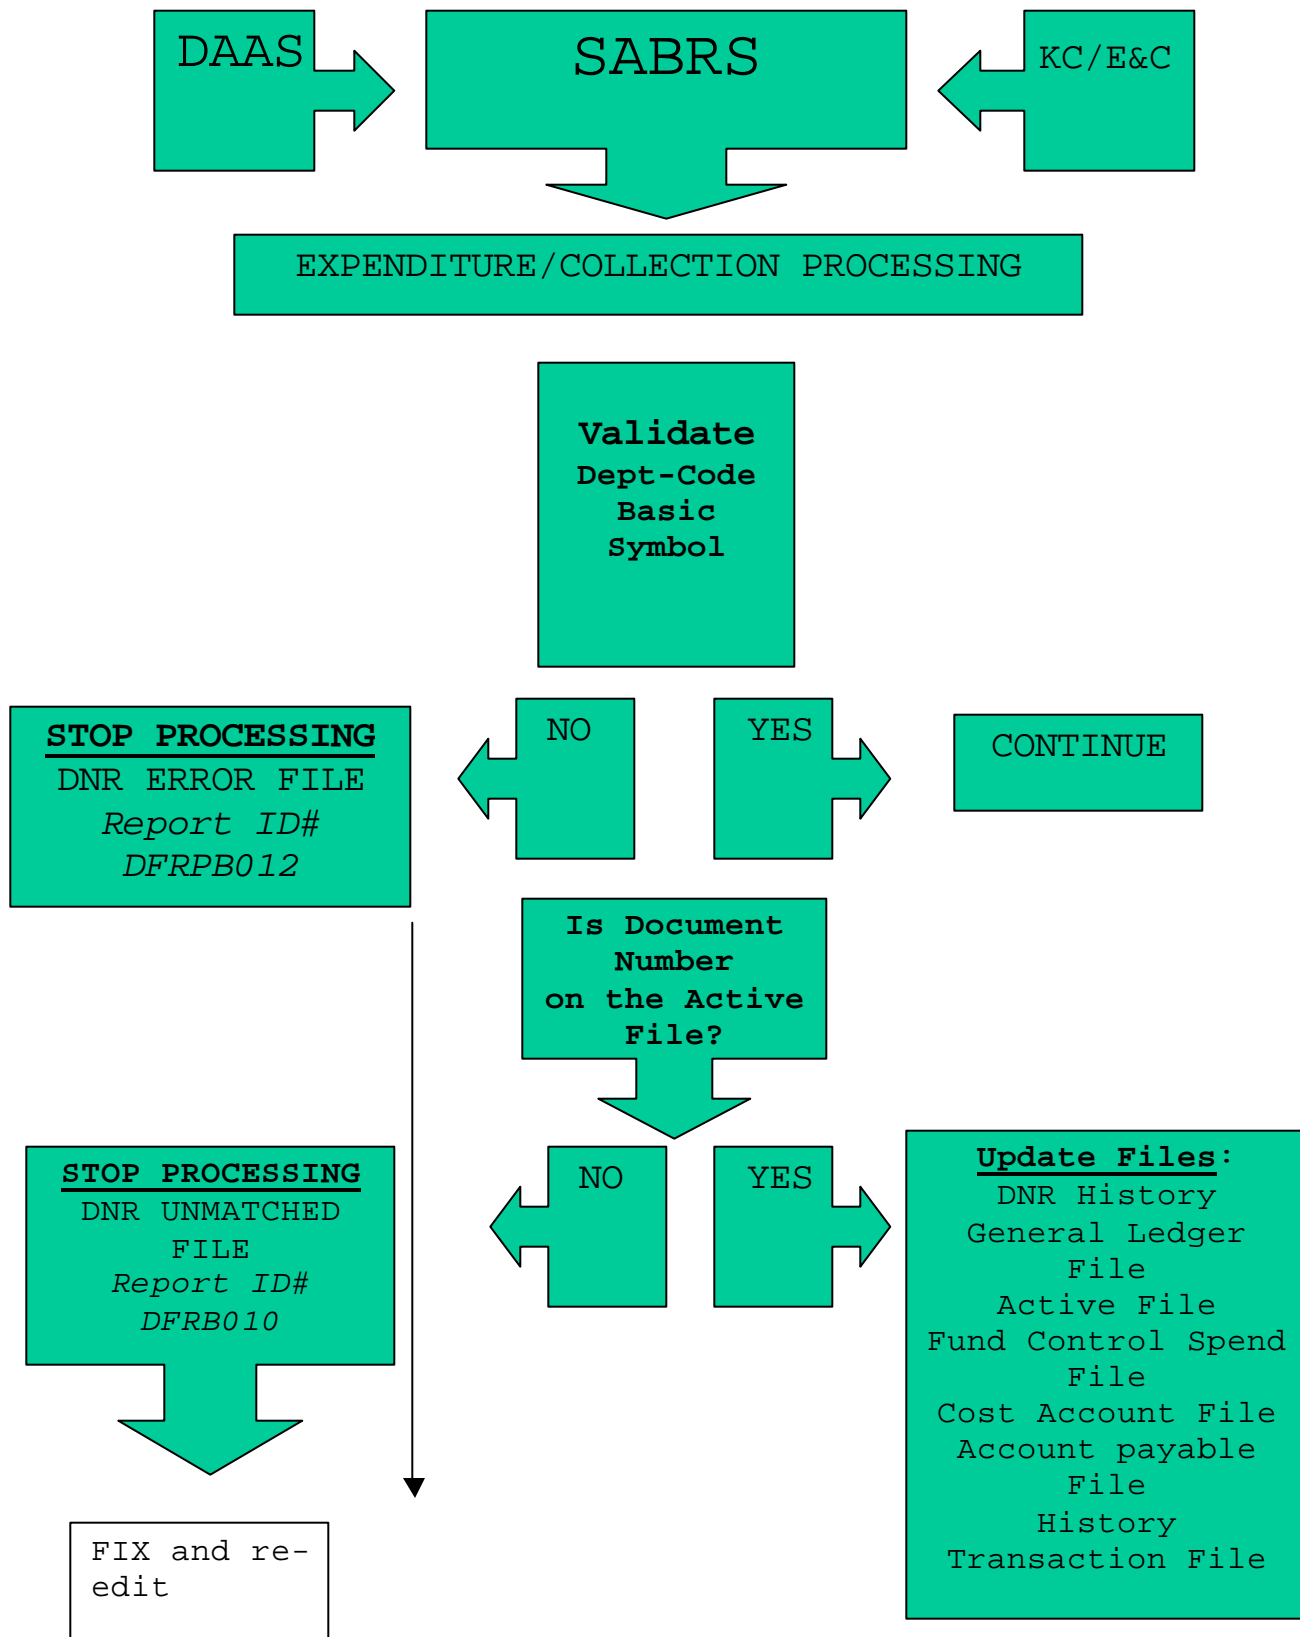 DAAS
SABRS
KC/E&C
EXPENDITURE/COLLECTION PROCESSING
Validate
Dept-Code
Basic
Symbol
STOP PROCESSING
DNR ERROR FILE
Report ID#
DFRPB012
NO
YES
CONTINUE
Is Document
Number
on the Active
File?
STOP PROCESSING
DNR UNMATCHED
FILE
Report ID#
DFRB010
NO
YES
Update Files:
DNR History
General Ledger
File
Active File
Fund Control Spend
File
Cost Account File
Account payable
File
History
Transaction File
FIX and re-
edit